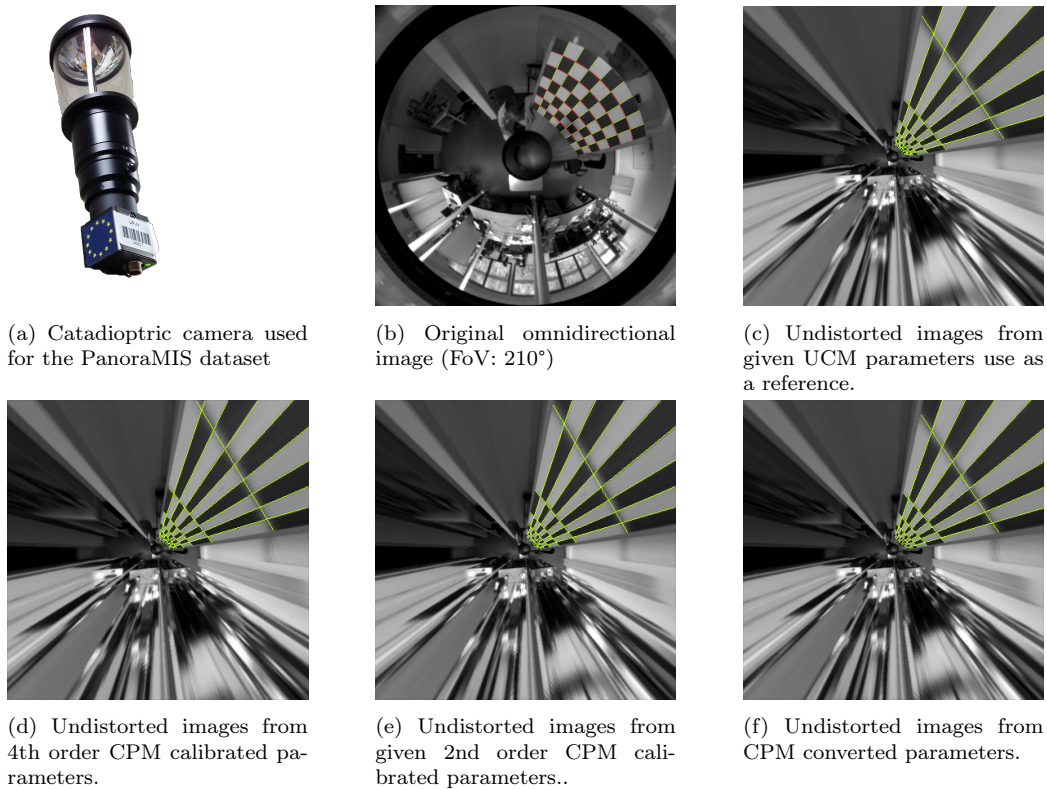 (a) Catadioptric camera used
for the PanoraMIS dataset
(b) Original omnidirectional
image (FoV: 210°)
(c) Undistorted images from
given UCM parameters use as
a reference.
(d) Undistorted images from
4th order CPM calibrated pa-
rameters.
(e) Undistorted images from
given 2nd order CPM cali-
brated parameters..
(f) Undistorted images from
CPM converted parameters.